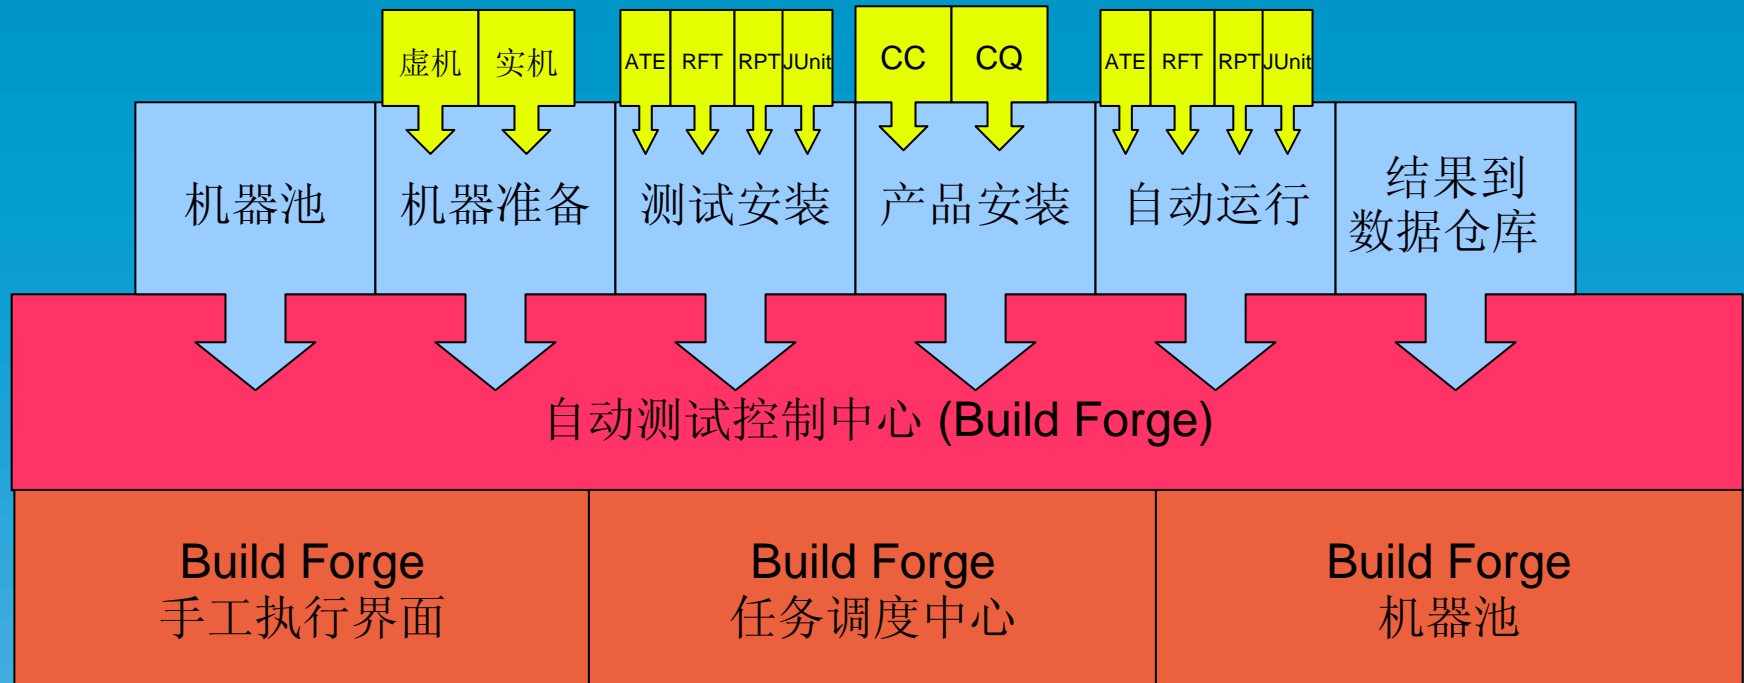 虚机
实机
ATE
RFT
RPT
JUnit
CC
CQ
ATE
RFT
RPT
JUnit
机器池
机器准备
测试安装
产品安装
自动运行
结果到
数据仓库
自动测试控制中心 (Build Forge)
Build Forge
手工执行界面
Build Forge
任务调度中心
Build Forge
机器池